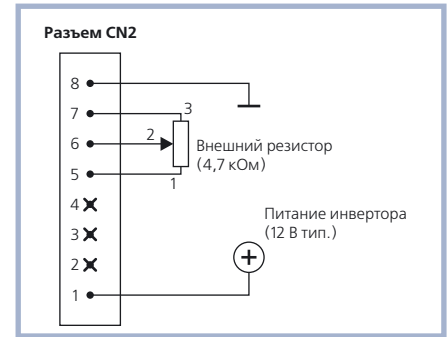 Разъем CN2
8
7
3
6
2
Внешний резистор
(4,7 кОм)
5
1
4
Питание инвертора
(12 В тип.)
3
2
+
1